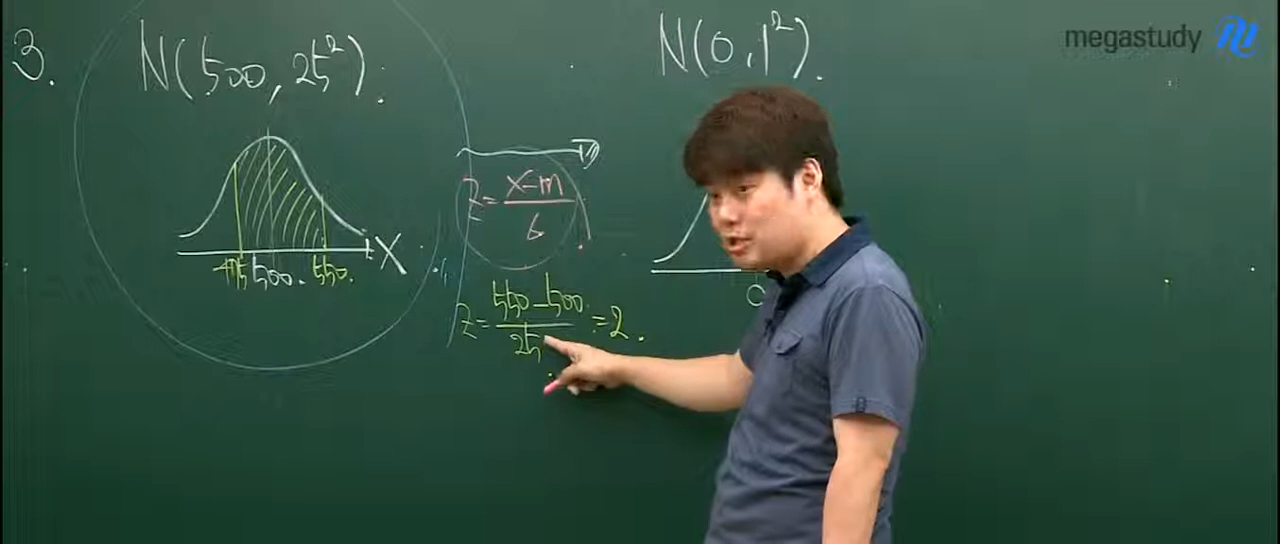 3.
N(500, 25²).
N(0, 1²).
megastudy
Z = X-m / σ
475 500. 550. X
Z = 550-500 / 25 = 2.
0